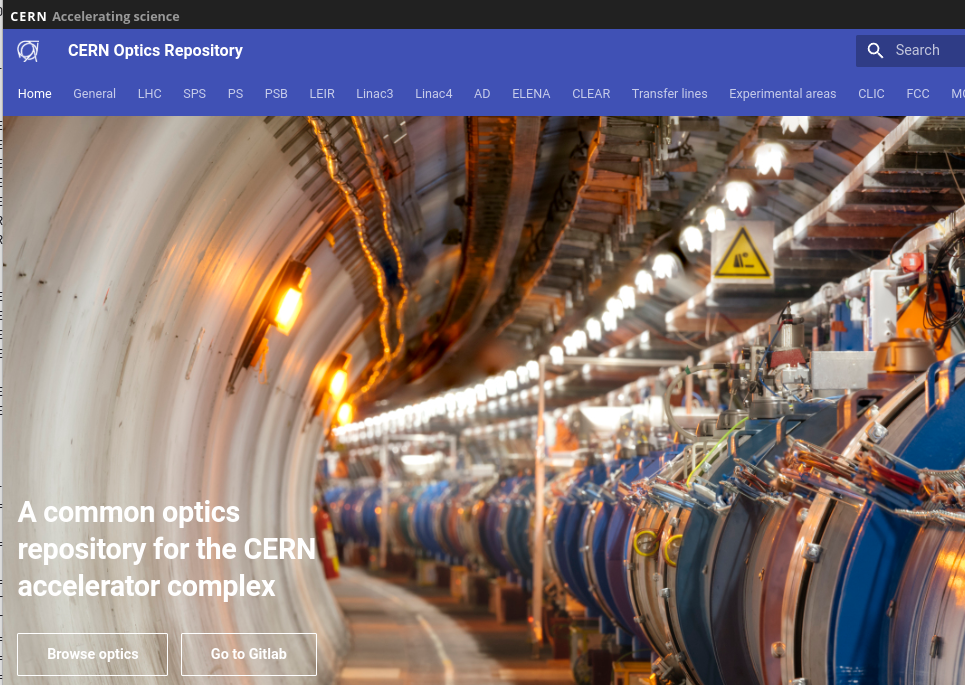 CERN Accelerating science
CERN Optics Repository
Search
Home General LHC SPS PS PSB LEIR Linac3 Linac4 AD ELENA CLEAR Transfer lines Experimental areas CLIC FCC
A common optics
repository for the CERN
accelerator complex
Browse optics Go to Gitlab